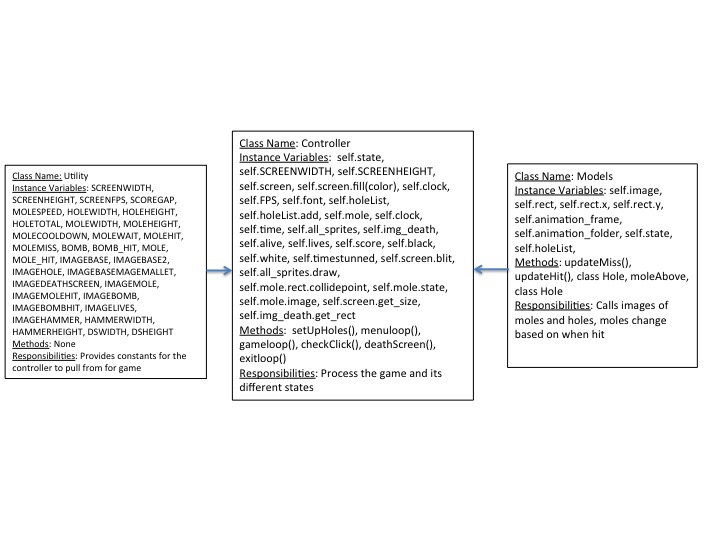 Class Name: Utility
Instance Variables: SCREENWIDTH,
SCREENHEIGHT, SCREENFPS, SCOREGAP,
MOLESPEED, HOLEWIDTH, HOLEHEIGHT,
HOLETOTAL, MOLEWIDTH, MOLEHEIGHT,
MOLECOOLDOWN, MOLEWAIT, MOLEHIT,
MOLEMISS, BOMB, BOMB_HIT, MOLE,
MOLE_HIT, IMAGEBASE, IMAGEBASE2,
IMAGEHOLE, IMAGEBASEMAGEMALLET,
IMAGEDEATHSCREEN, IMAGEMOLE,
IMAGEMOLEHIT, IMAGEBOMB,
IMAGEBOMBHIT, IMAGELIVES,
IMAGEHAMMER, HAMMERWIDTH,
HAMMERHEIGHT, DSWIDTH, DSHEIGHT
Methods: None
Responsibilities: Provides constants for the
controller to pull from for game
Class Name: Controller
Instance Variables: self.state,
self.SCREENWIDTH, self.SCREENHEIGHT,
self.screen, self.screen.fill(color), self.clock,
self.FPS, self.font, self.holeList,
self.holeList.add, self.mole, self.clock,
self.time, self.all_sprites, self.img_death,
self.alive, self.lives, self.score, self.black,
self.white, self.timestunned, self.screen.blit,
self.all_sprites.draw,
self.mole.rect.collidepoint, self.mole.state,
self.mole.image, self.screen.get_size,
self.img_death.get_rect
Methods: setUpHoles(), menuloop(),
gameloop(), checkClick(), deathScreen(),
exitloop()
Responsibilities: Process the game and its
different states
Class Name: Models
Instance Variables: self.image,
self.rect, self.rect.x, self.rect.y,
self.animation_frame,
self.animation_folder, self.state,
self.holeList,
Methods: updateMiss(),
updateHit(), class Hole, moleAbove,
class Hole
Responsibilities: Calls images of
moles and holes, moles change
based on when hit